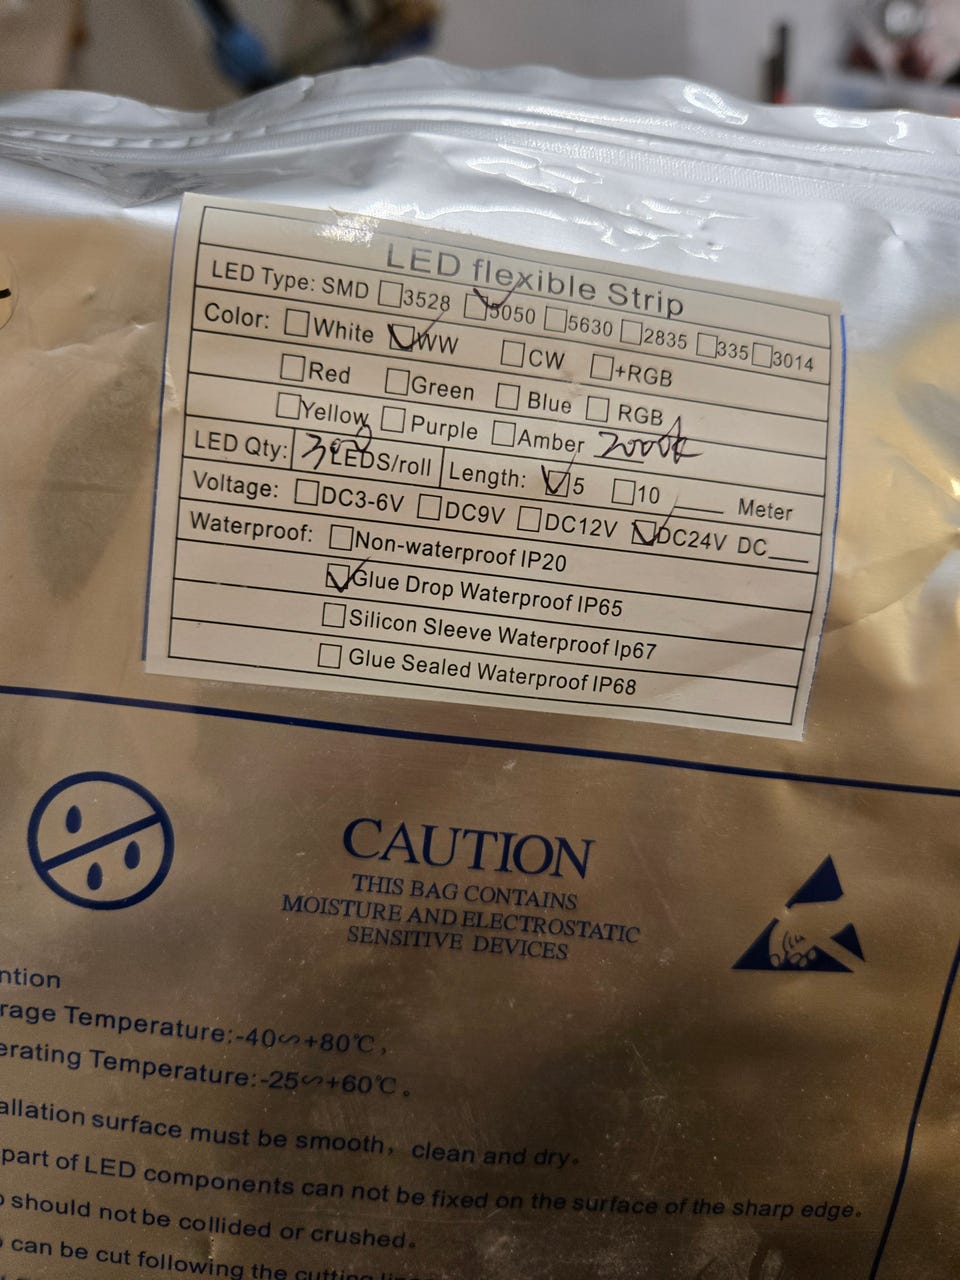 LED flexible Strip
LED Type: SMD □3528 ☑5050 □5630 □2835 □335 □3014
Color: □White ☑WW □CW □+RGB
□Red □Green □Blue □RGB
□Yellow □Purple □Amber 2000k
LED Qty: 300 LEDS/roll Length: ☑5 □10 ___ Meter
Voltage: □DC3-6V □DC9V □DC12V ☑DC24V DC___
Waterproof: □Non-waterproof IP20
☑Glue Drop Waterproof IP65
□Silicon Sleeve Waterproof Ip67
□Glue Sealed Waterproof IP68
CAUTION
THIS BAG CONTAINS
MOISTURE AND ELECTROSTATIC
SENSITIVE DEVICES
ntion
rage Temperature:-40∽+80℃,
erating Temperature:-25∽+60℃。
allation surface must be smooth, clean and dry。
part of LED components can not be fixed on the surface of the sharp edge。
should not be collided or crushed。
can be cut following the cutting